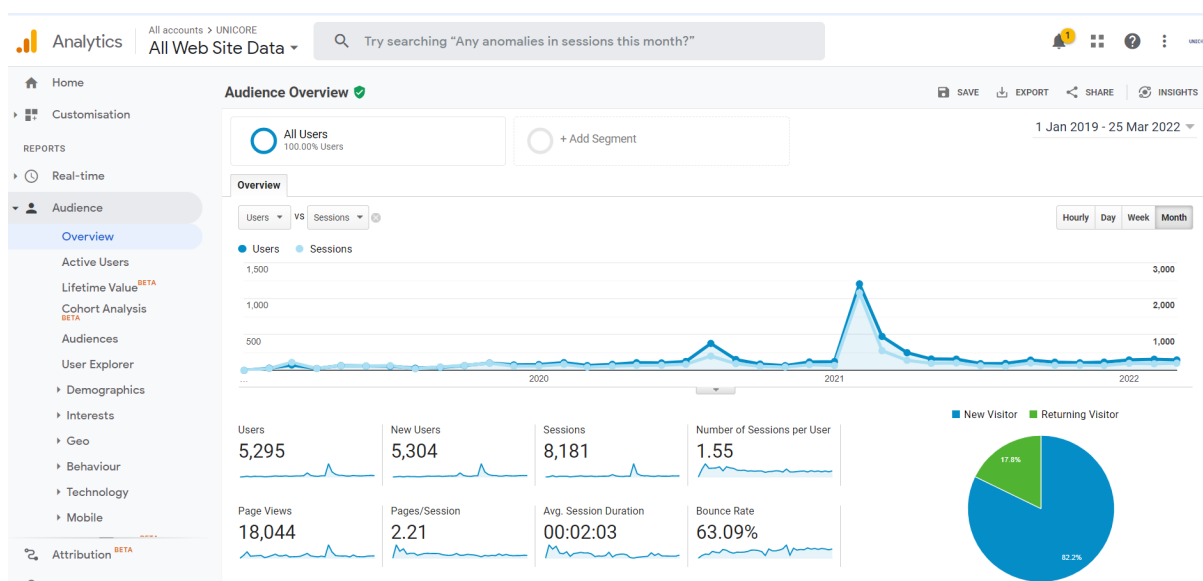 Analytics
All accounts > UNICORE
All Web Site Data
Try searching “Any anomalies in sessions this month?”
1
Home
Customisation
REPORTS
Real-time
Audience
Overview
Active Users
Lifetime Value BETA
Cohort Analysis
BETA
Audiences
User Explorer
Demographics
Interests
Geo
Behaviour
Technology
Mobile
Attribution BETA
Audience Overview
SAVE
EXPORT
SHARE
INSIGHTS
All Users
100.00% Users
+ Add Segment
1 Jan 2019 - 25 Mar 2022
Overview
Users VS Sessions
Hourly Day Week Month
Users Sessions
1,500 3,000
1,000 2,000
500 1,000
... 2020 2021 2022
New Visitor Returning Visitor
Users
5,295
New Users
5,304
Sessions
8,181
Number of Sessions per User
1.55
Page Views
18,044
Pages/Session
2.21
Avg. Session Duration
00:02:03
Bounce Rate
63.09%
17.8%
82.2%